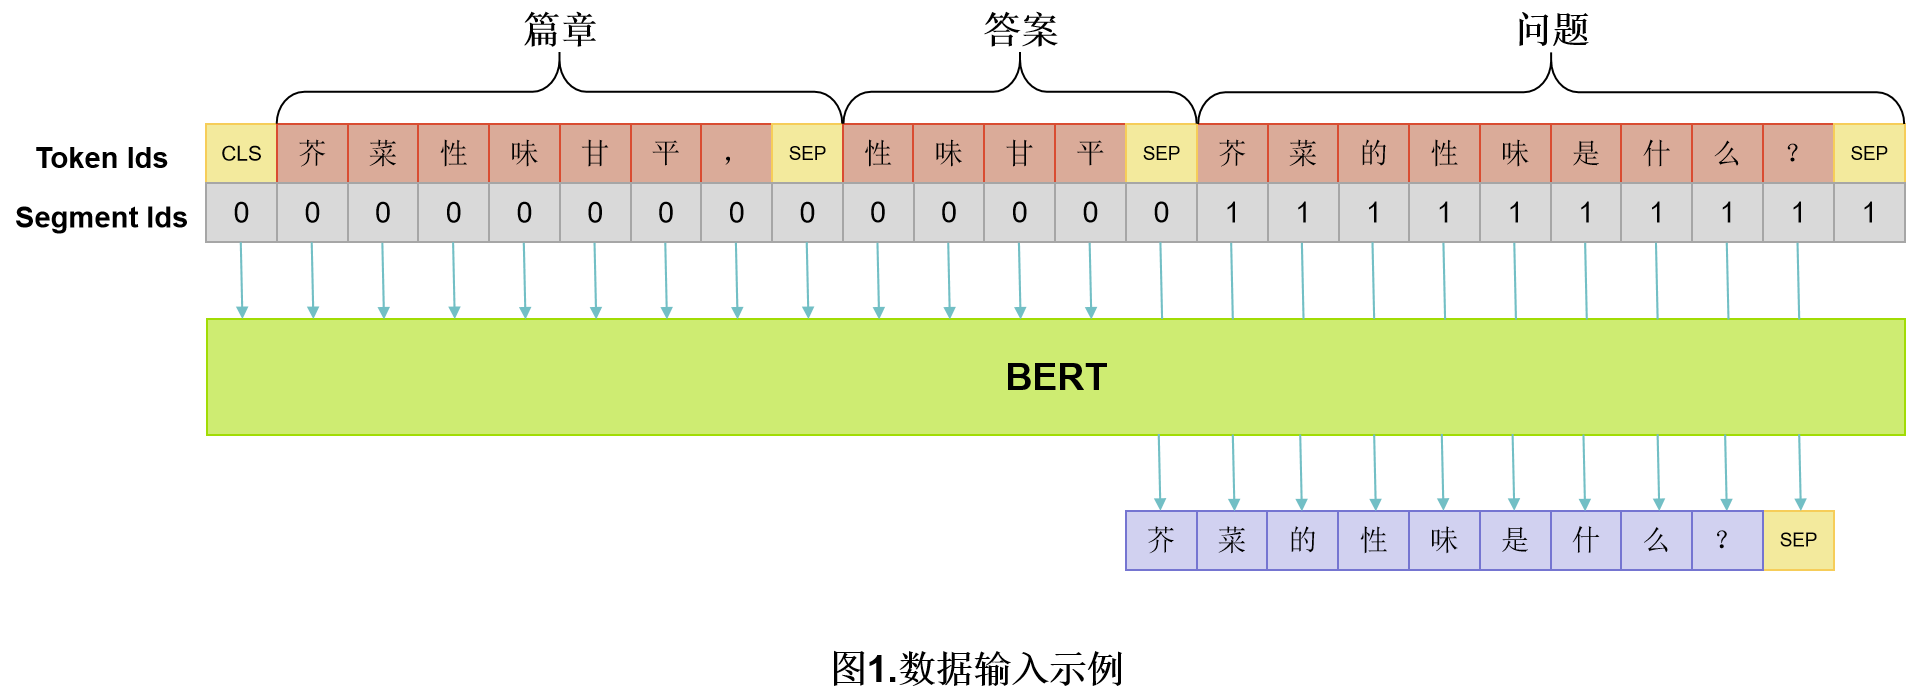 篇章 答案 问题
Token Ids CLS 芥 菜 性 味 甘 平 ， SEP 性 味 甘 平 SEP 芥 菜 的 性 味 是 什 么 ？ SEP
Segment Ids 0 0 0 0 0 0 0 0 0 0 0 0 0 0 1 1 1 1 1 1 1 1 1 1
BERT
芥 菜 的 性 味 是 什 么 ？ SEP
图1.数据输入示例